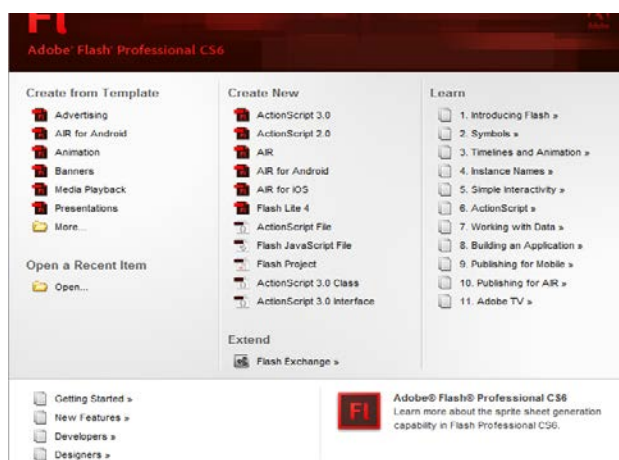 Fl
Adobe® Flash® Professional CS6
Create from Template
Advertising
AIR for Android
Animation
Banners
Media Playback
Presentations
More...
Open a Recent Item
Open...
Create New
ActionScript 3.0
ActionScript 2.0
AIR
AIR for Android
AIR for iOS
Flash Lite 4
ActionScript File
Flash JavaScript File
Flash Project
ActionScript 3.0 Class
ActionScript 3.0 Interface
Extend
Flash Exchange »
Learn
1. Introducing Flash »
2. Symbols »
3. Timelines and Animation »
4. Instance Names »
5. Simple Interactivity »
6. ActionScript »
7. Working with Data »
8. Building an Application »
9. Publishing for Mobile »
10. Publishing for AIR »
11. Adobe TV »
Getting Started »
New Features »
Developers »
Designers »
Fl
Adobe® Flash® Professional CS6
Learn more about the sprite sheet generation
capability in Flash Professional CS6.